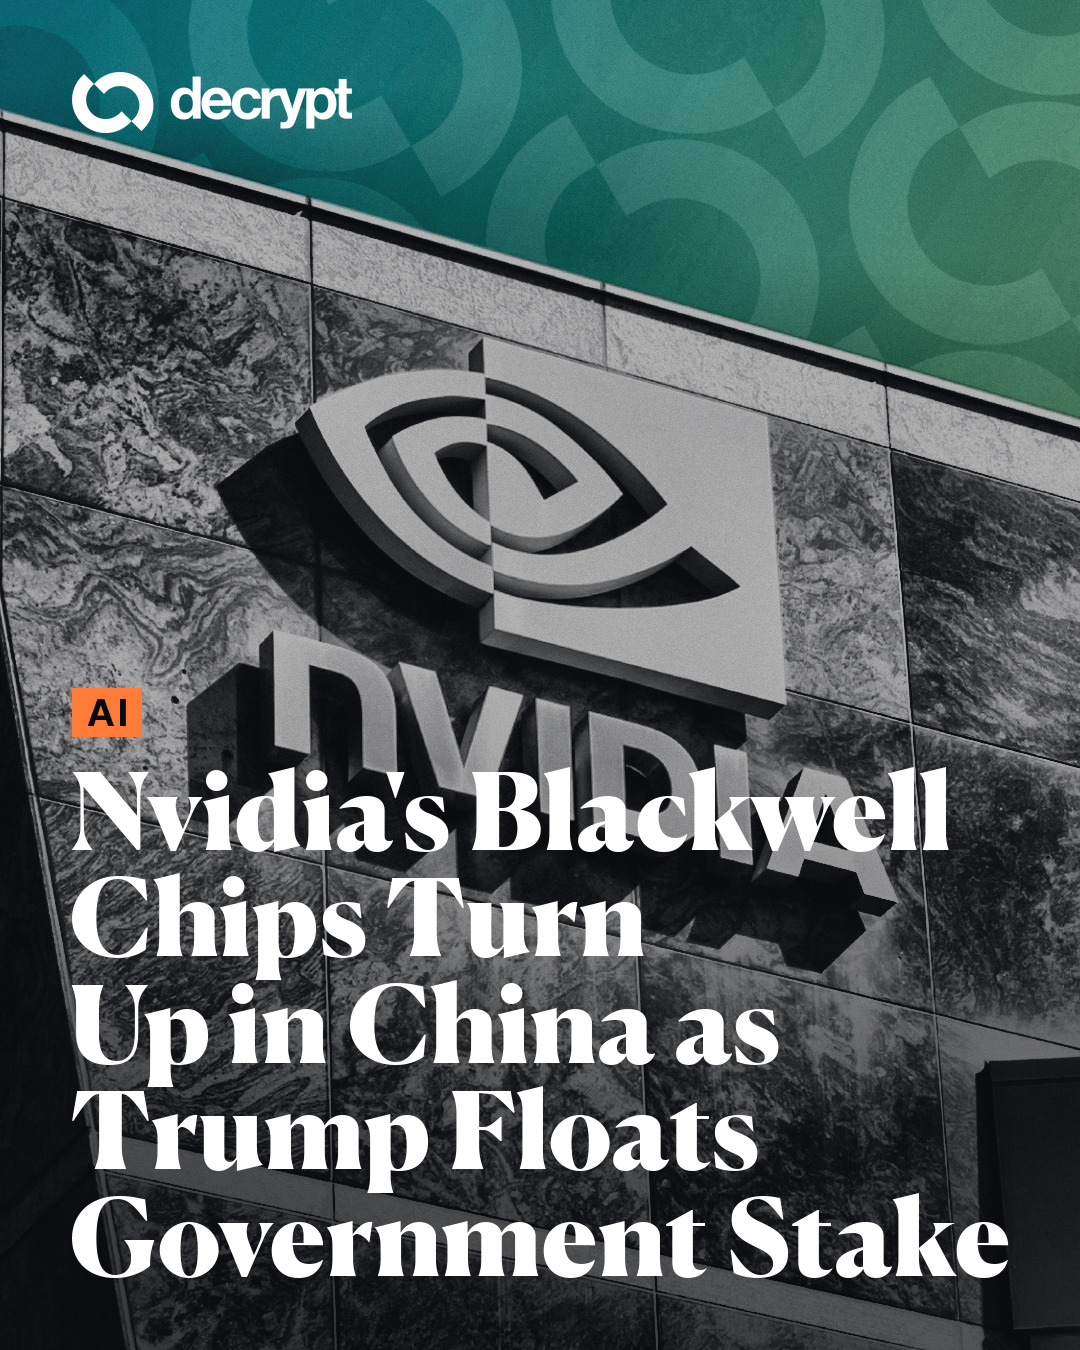 decrypt
nVIDIA
AI
Nvidia's Blackwell
Chips Turn
Up in China as
Trump Floats
Government Stake